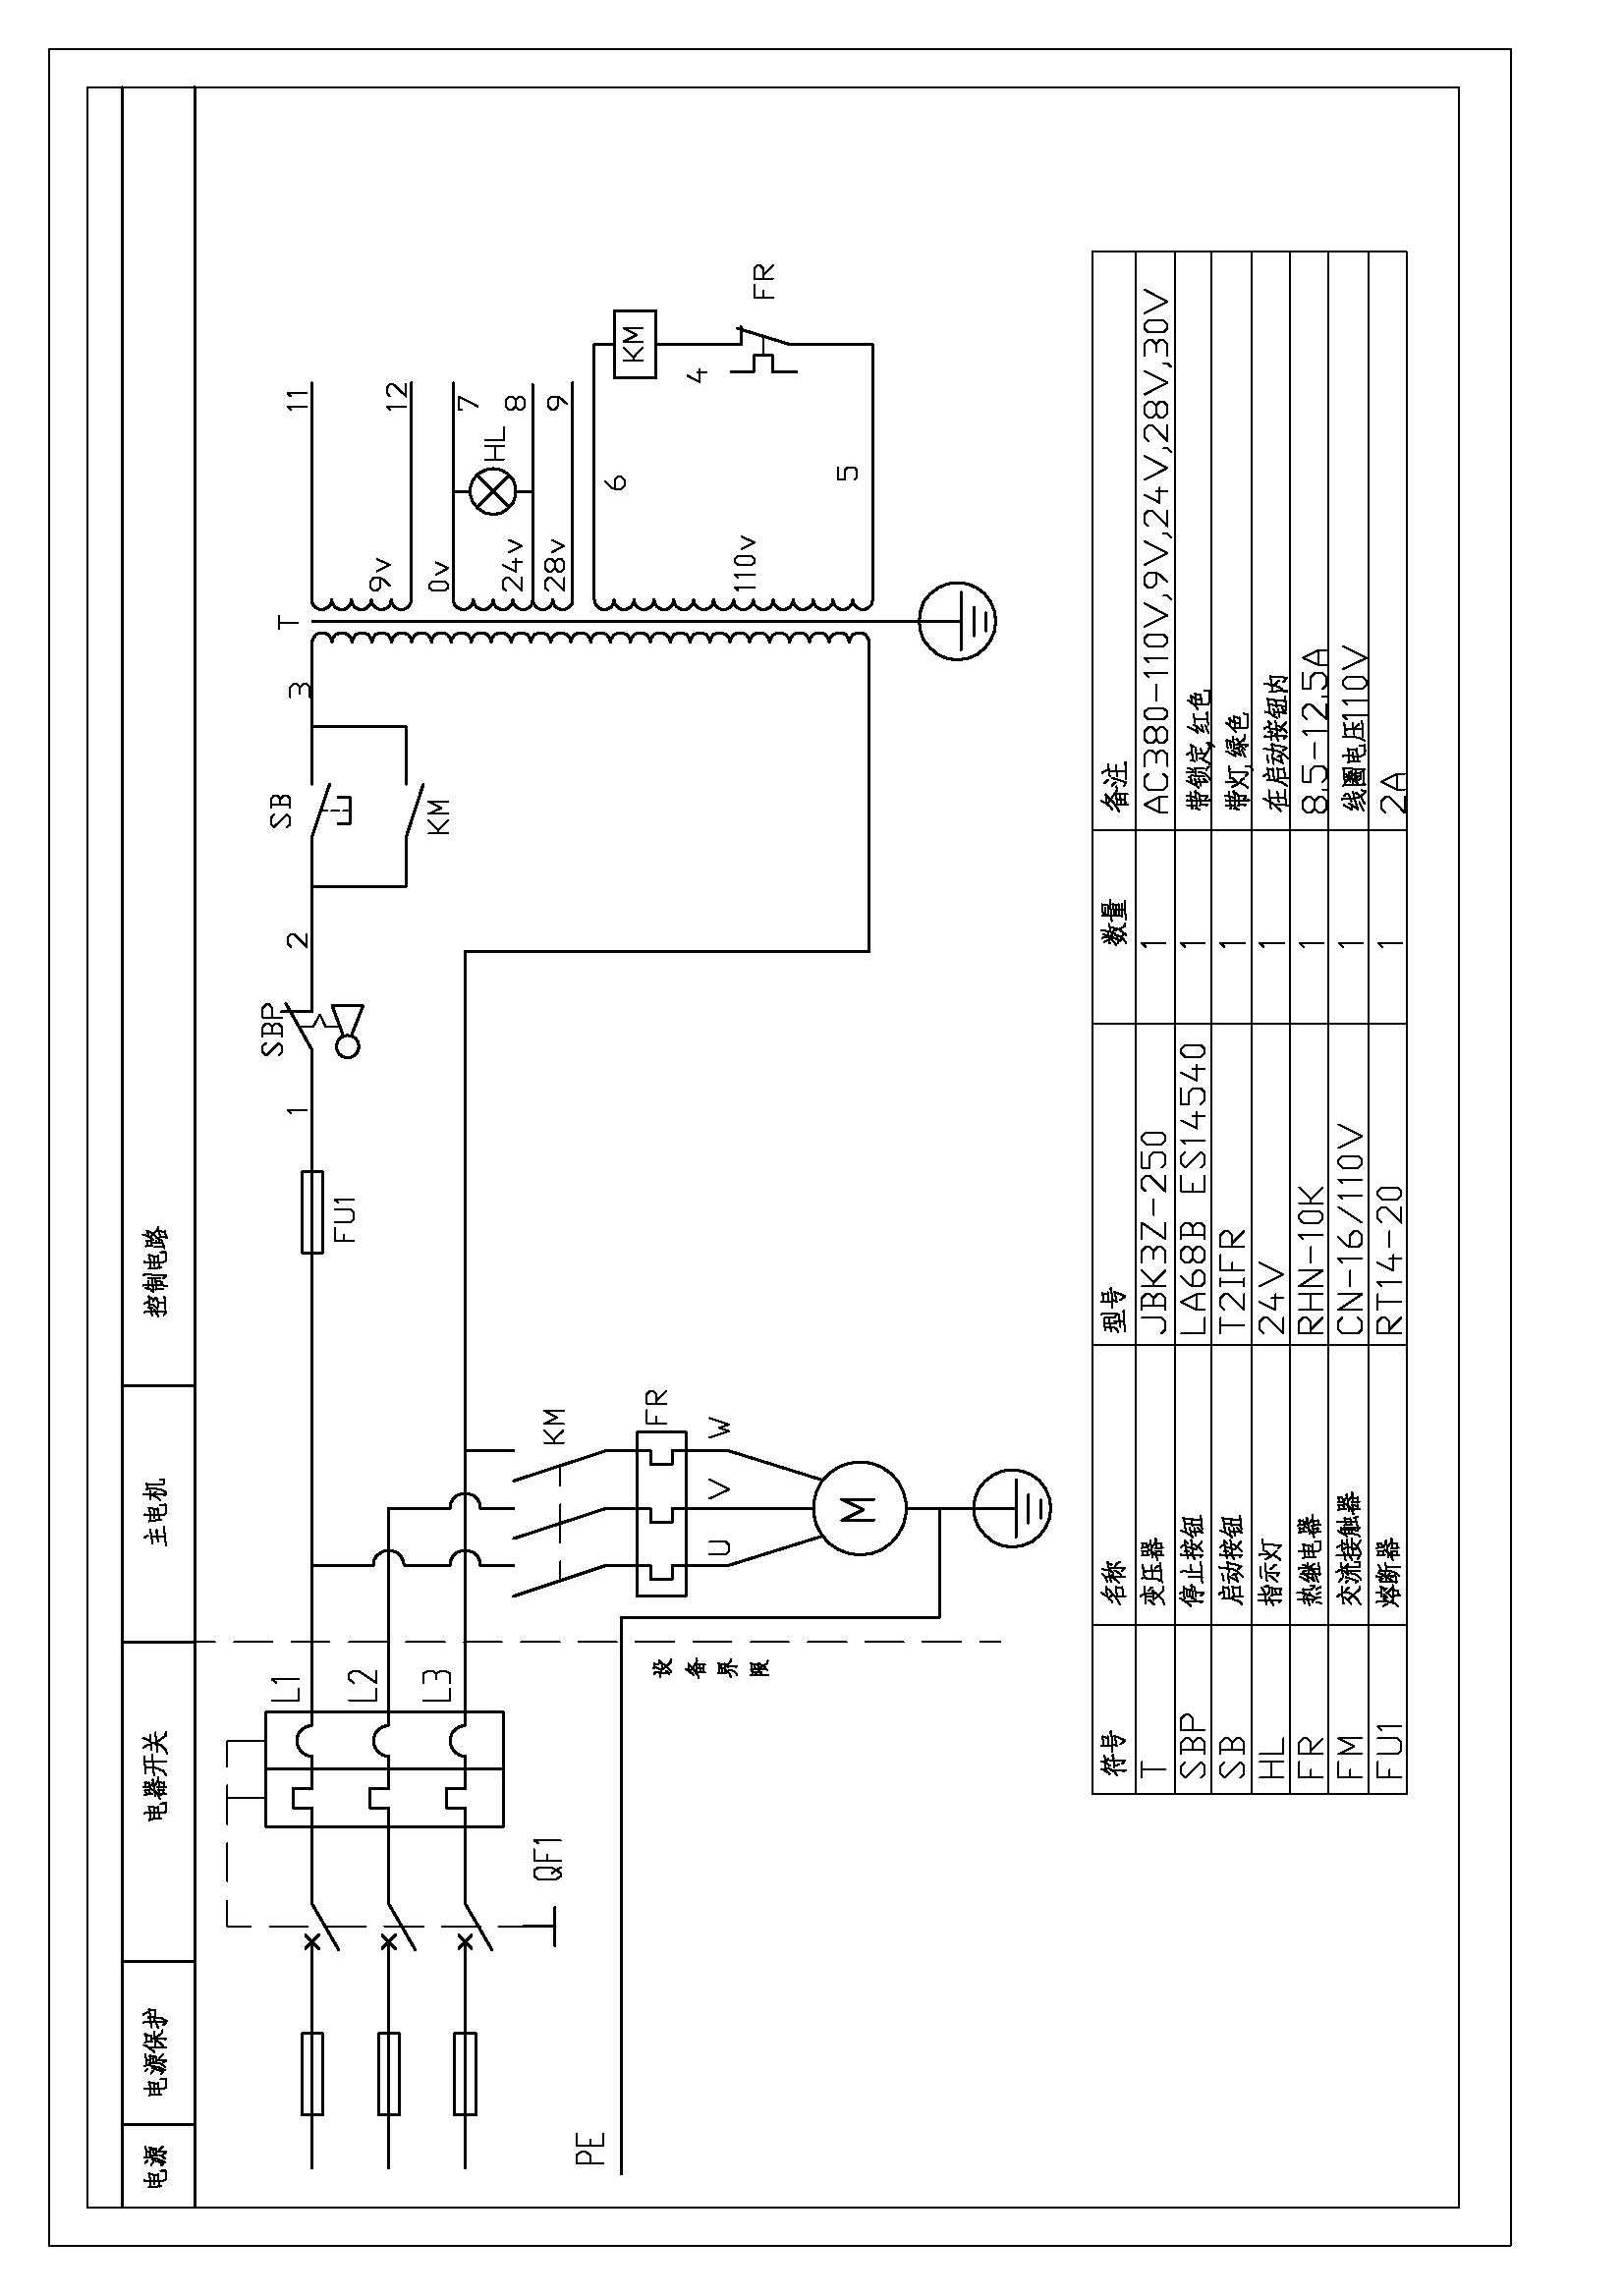 电源
电源保护
电器开关
主电机
控制电路
L1
L2
L3
QF1
PE
设备界限
KM
FR
U
V
W
M
FU1
1
SBP
2
SB
KM
3
T
9v
0v
24v
28v
110v
11
12
7
8
9
HL
6
5
KM
4
FR
符号 名称 型号 数量 备注
T 变压器 JBK3Z-250 1 AC380-110V,9V,24V,28V,30V
SBP 停止按钮 LA68B ES14540 1 带锁定,红色
SB 启动按钮 T2IFR 1 带灯,绿色
HL 指示灯 24V 1 在启动按钮内
FR 热继电器 RHN-10K 1 8.5-12.5A
FM 交流接触器 CN-16/110V 1 线圈电压110V
FU1 熔断器 RT14-20 1 2A